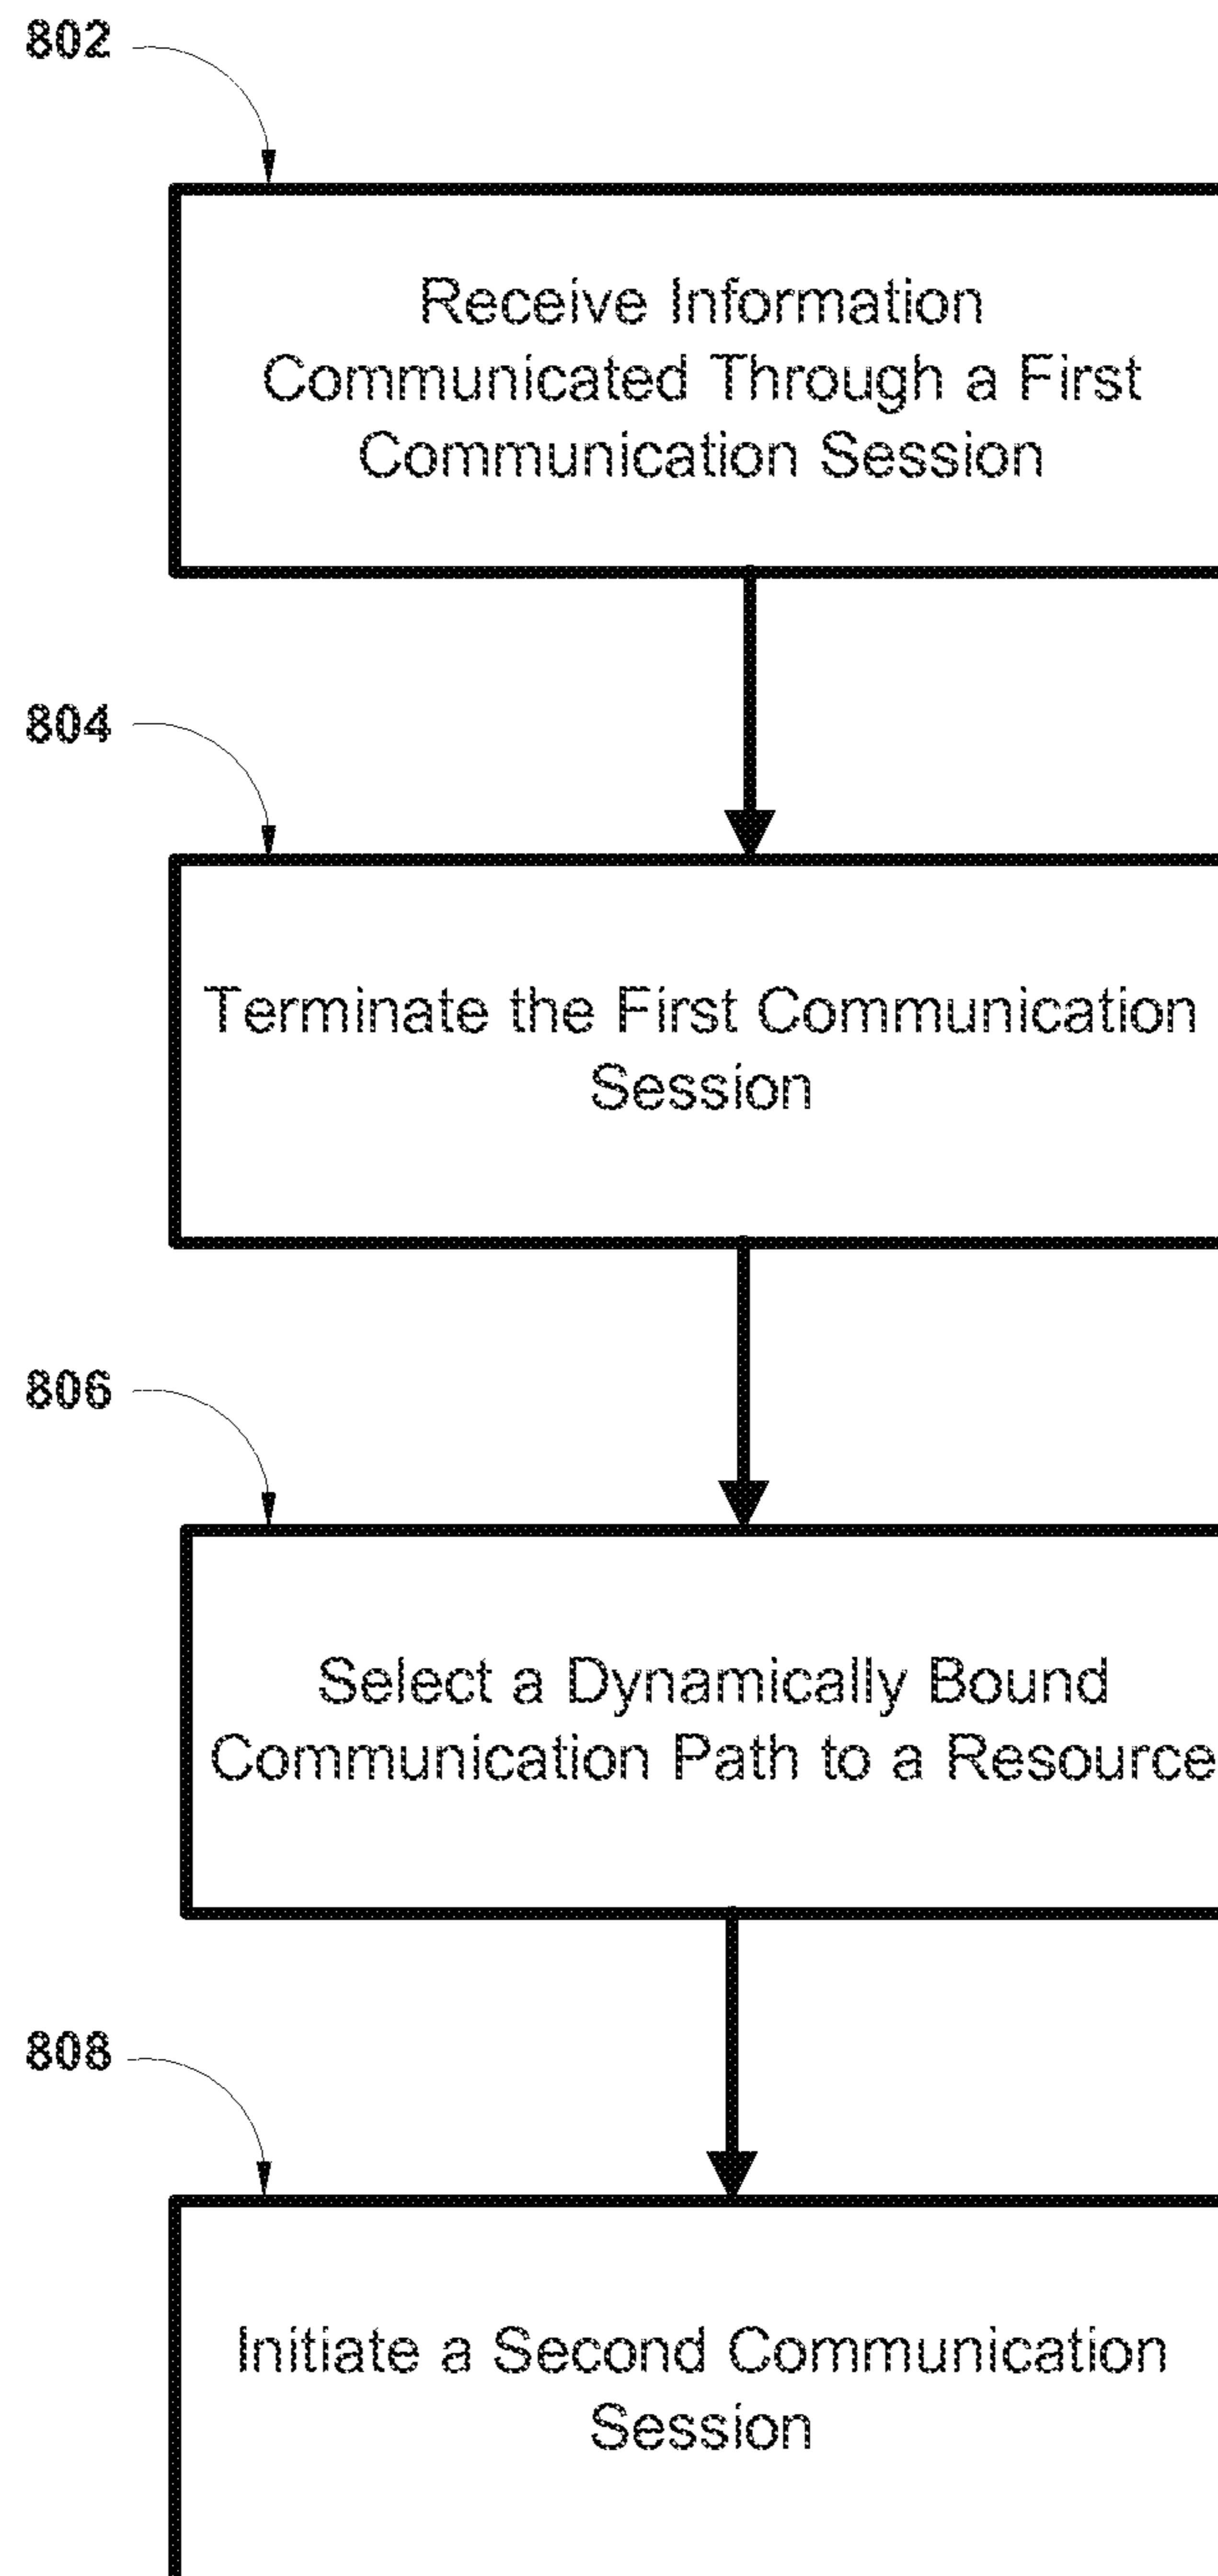 802
Receive Information
Communicated Through a First
Communication Session
804
Terminate the First Communication
Session
806
Select a Dynamically Bound
Communication Path to a Resource
808
Initiate a Second Communication
Session